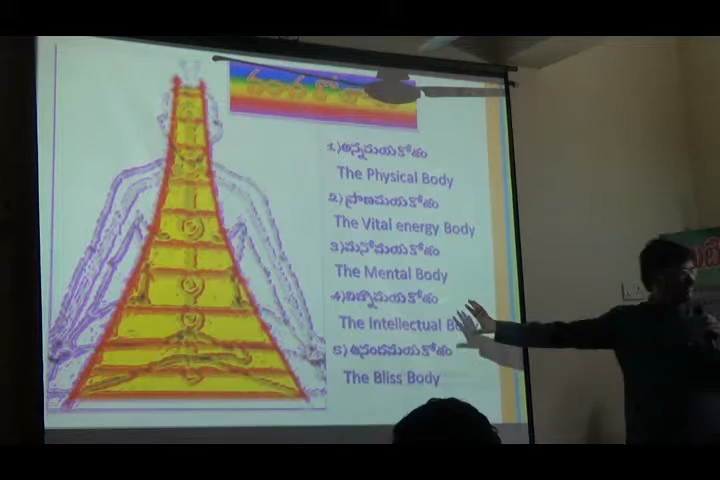 పంచ కోశా
1.)అన్నమయకోశం
The Physical Body
2.)ప్రాణమయకోశం
The Vital energy Body
3.)మనోమయకోశం
The Mental Body
4.)విజ్ఞానమయకోశం
The Intellectual
5.) ఆనందమయకోశం
The Bliss Body